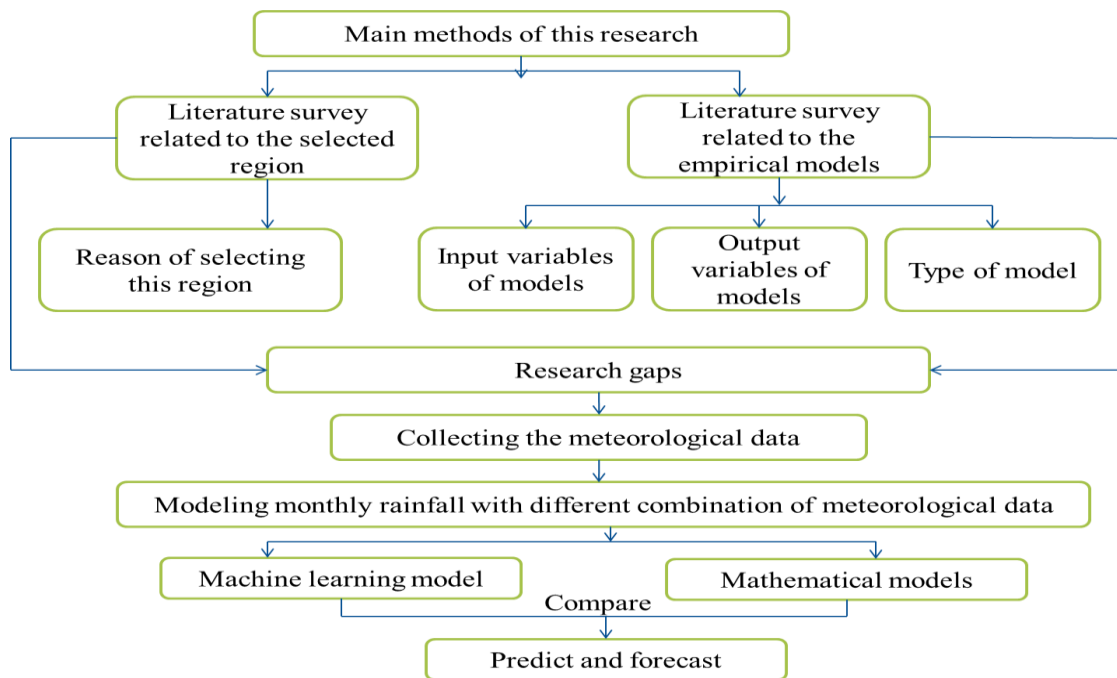 Main methods of this research
Literature survey
related to the selected
region
Literature survey
related to the
empirical models
Reason of selecting
this region
Input variables
of models
Output
variables of
models
Type of model
Research gaps
Collecting the meteorological data
Modeling monthly rainfall with different combination of meteorological data
Machine learning model
Mathematical models
Compare
Predict and forecast